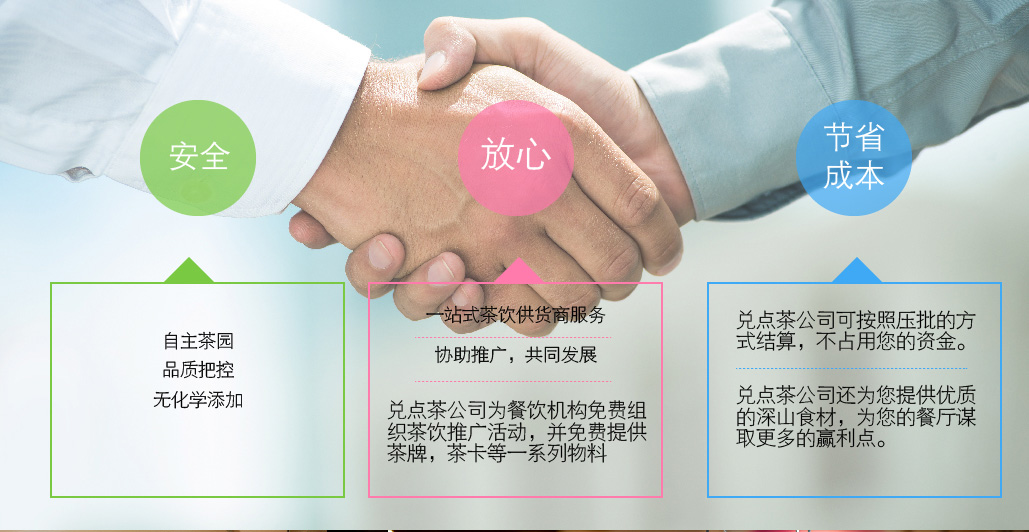 安全
自主茶园
品质把控
无化学添加
放心
一站式茶饮供货商服务
协助推广，共同发展
兑点茶公司为餐饮机构免费组
织茶饮推广活动，并免费提供
茶牌，茶卡等一系列物料
节省
成本
兑点茶公司可按照压批的方
式结算，不占用您的资金。
兑点茶公司还为您提供优质
的深山食材，为您的餐厅谋
取更多的赢利点。